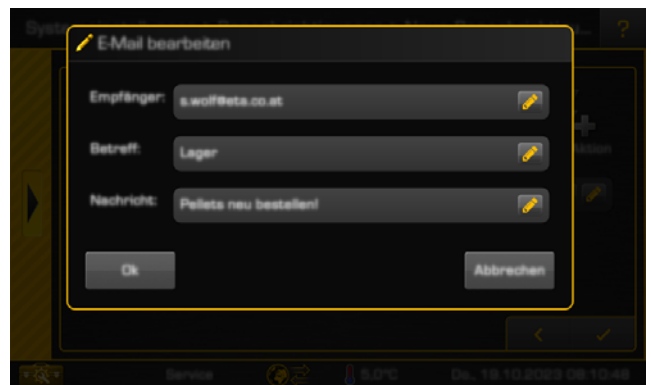 Syste
?
E-Mail bearbeiten
Empfänger:
s.wolf@eta.co.at
Betreff:
Lager
Aktion
Nachricht:
Pellets neu bestellen!
Ok
Abbrechen
Service
5,0°C
Do., 19.10.2023 08:10:46